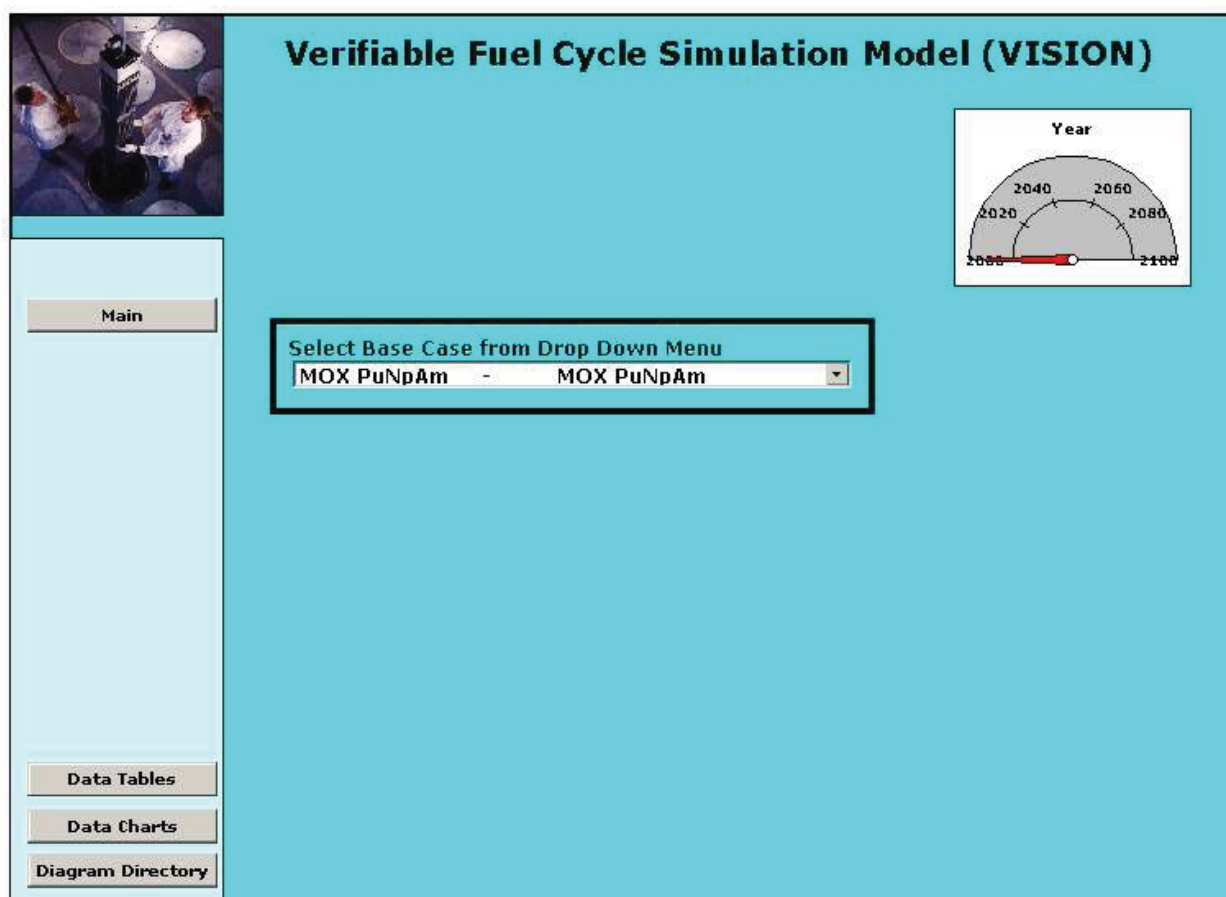 Verifiable Fuel Cycle Simulation Model (VISION)
Year
2000
2020
2040
2060
2080
2100
Main
Select Base Case from Drop Down Menu
MOX PuNpAm - MOX PuNpAm
Data Tables
Data Charts
Diagram Directory